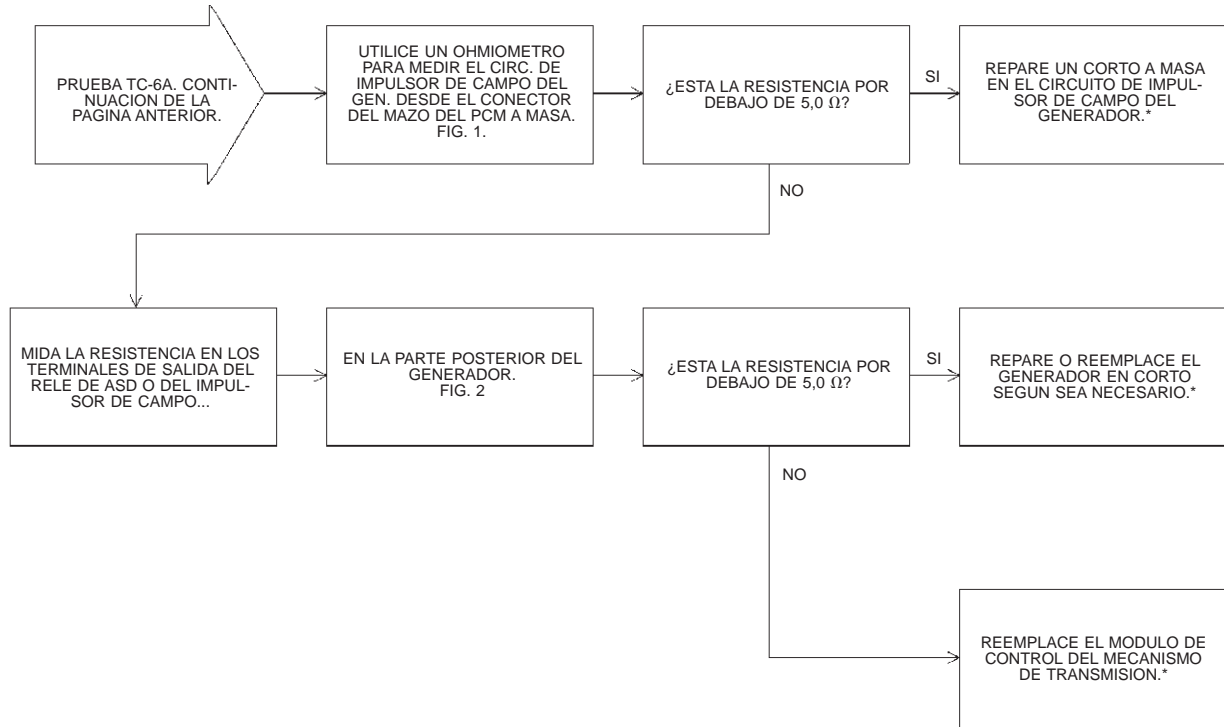 PRUEBA TC-6A. CONTI-
NUACION DE LA
PAGINA ANTERIOR.
UTILICE UN OHMIOMETRO
PARA MEDIR EL CIRC. DE
IMPULSOR DE CAMPO DEL
GEN. DESDE EL CONECTOR
DEL MAZO DEL PCM A MASA.
FIG. 1.
¿ESTA LA RESISTENCIA POR
DEBAJO DE 5,0 Ω?
SI
REPARE UN CORTO A MASA
EN EL CIRCUITO DE IMPUL-
SOR DE CAMPO DEL
GENERADOR.*
NO
MIDA LA RESISTENCIA EN LOS
TERMINALES DE SALIDA DEL
RELE DE ASD O DEL IMPUL-
SOR DE CAMPO...
EN LA PARTE POSTERIOR DEL
GENERADOR.
FIG. 2
¿ESTA LA RESISTENCIA POR
DEBAJO DE 5,0 Ω?
SI
REPARE O REEMPLACE EL
GENERADOR EN CORTO
SEGUN SEA NECESARIO.*
NO
REEMPLACE EL MODULO DE
CONTROL DEL MECANISMO
DE TRANSMISION.*